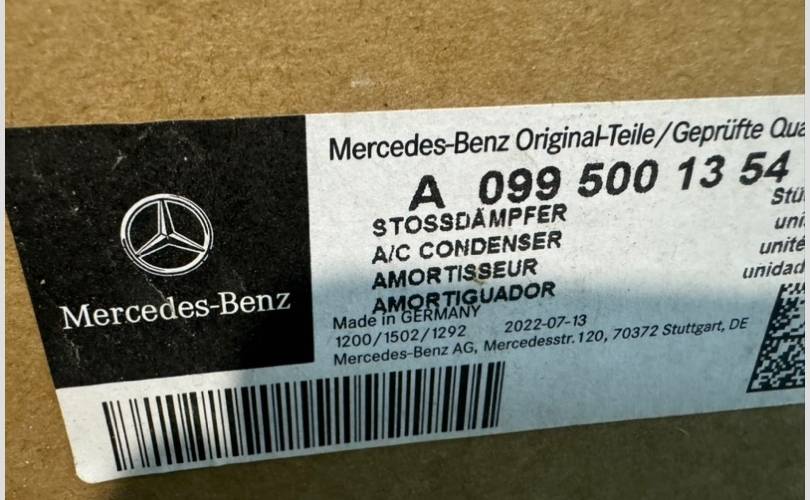 Mercedes-Benz
Mercedes-Benz Original-Teile/Geprüfte
A 099 500 13 54
STOSSDÄMPFER
A/C CONDENSER
AMORTISSEUR
AMORTIGUADOR
Made in GERMANY
1200/1502/1292 2022-07-13
Mercedes-Benz AG, Mercedesstr. 120, 70372 Stuttgart, DE
unité